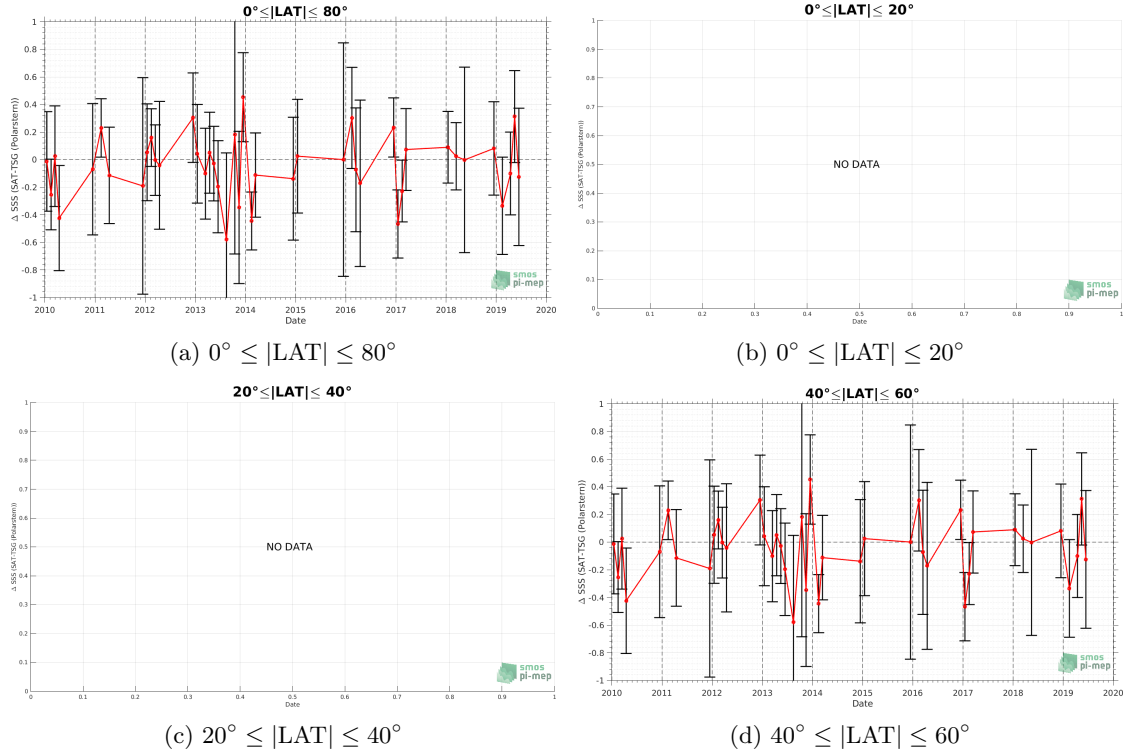 0°≤|LAT|≤ 80°
Δ SSS (SAT-TSG (Polarstern))
1
0.8
0.6
0.4
0.2
0
-0.2
-0.4
-0.6
-0.8
-1
2010 2011 2012 2013 2014 2015 2016 2017 2018 2019 2020
Date
smos
pi-mep
(a) 0° ≤ |LAT| ≤ 80°
0°≤|LAT|≤ 20°
Δ SSS (SAT-TSG (Polarstern))
1
0.9
0.8
0.7
0.6
0.5
0.4
0.3
0.2
0.1
0
NO DATA
0 0.1 0.2 0.3 0.4 0.5 0.6 0.7 0.8 0.9 1
Date
smos
pi-mep
(b) 0° ≤ |LAT| ≤ 20°
20°≤|LAT|≤ 40°
Δ SSS (SAT-TSG (Polarstern))
1
0.9
0.8
0.7
0.6
0.5
0.4
0.3
0.2
0.1
0
NO DATA
0 0.1 0.2 0.3 0.4 0.5 0.6 0.7 0.8 0.9 1
Date
smos
pi-mep
(c) 20° ≤ |LAT| ≤ 40°
40°≤|LAT|≤ 60°
Δ SSS (SAT-TSG (Polarstern))
1
0.8
0.6
0.4
0.2
0
-0.2
-0.4
-0.6
-0.8
-1
2010 2011 2012 2013 2014 2015 2016 2017 2018 2019 2020
Date
smos
pi-mep
(d) 40° ≤ |LAT| ≤ 60°